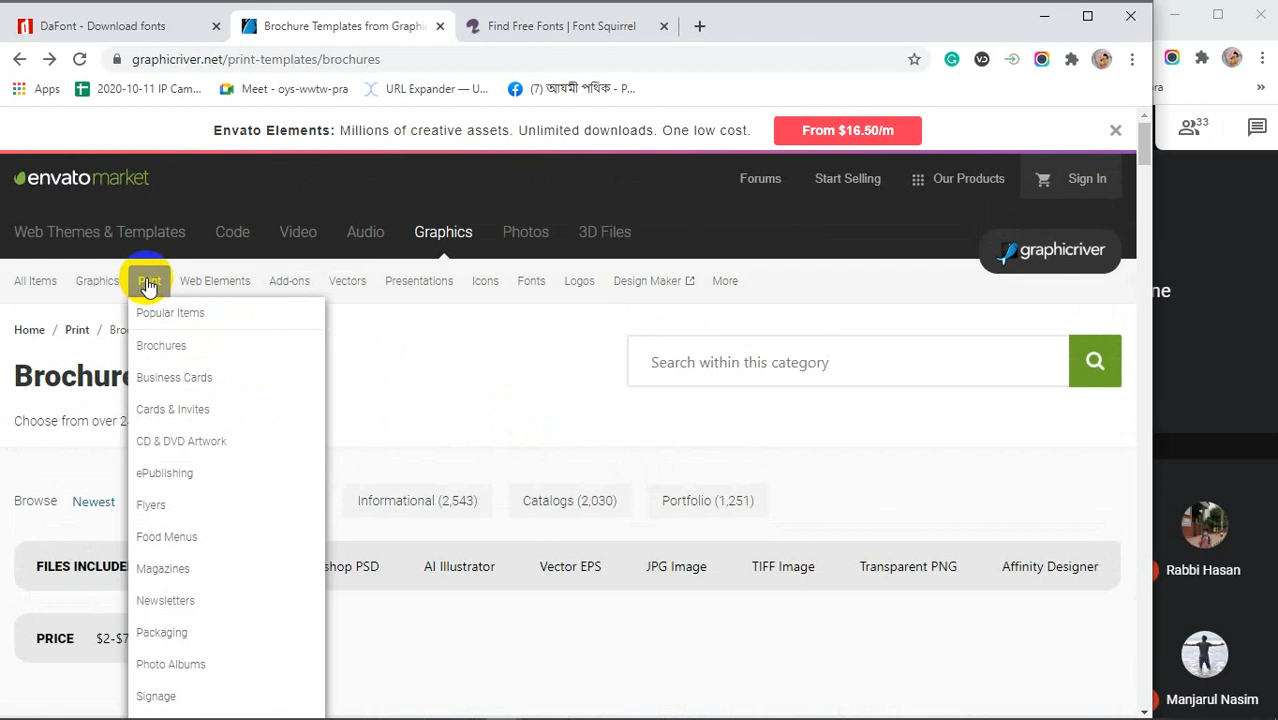 DaFont - Download fonts
Brochure Templates from Graphi
Find Free Fonts | Font Squirrel
graphicriver.net/print-templates/brochures
Apps
2020-10-11 IP Cam...
Meet - oys-wwtw-pra
URL Expander — U...
(7) আযমী পথিক - P...
ra
33
Envato Elements: Millions of creative assets. Unlimited downloads. One low cost.
From $16.50/m
envatomarket
Forums
Start Selling
Our Products
Sign In
Web Themes & Templates
Code
Video
Audio
Graphics
Photos
3D Files
graphicriver
All Items
Graphics
Print
Web Elements
Add-ons
Vectors
Presentations
Icons
Fonts
Logos
Design Maker
More
ne
Popular Items
Home / Print / Bro
Brochures
Brochure
Search within this category
Business Cards
Choose from over 2
Cards & Invites
CD & DVD Artwork
ePublishing
Browse
Newest
Flyers
Informational (2,543)
Catalogs (2,030)
Portfolio (1,251)
Food Menus
FILES INCLUDE
shop PSD
AI Illustrator
Vector EPS
JPG Image
TIFF Image
Transparent PNG
Affinity Designer
Magazines
Rabbi Hasan
Newsletters
PRICE
$2-$7
Packaging
Photo Albums
Signage
Manjarul Nasim